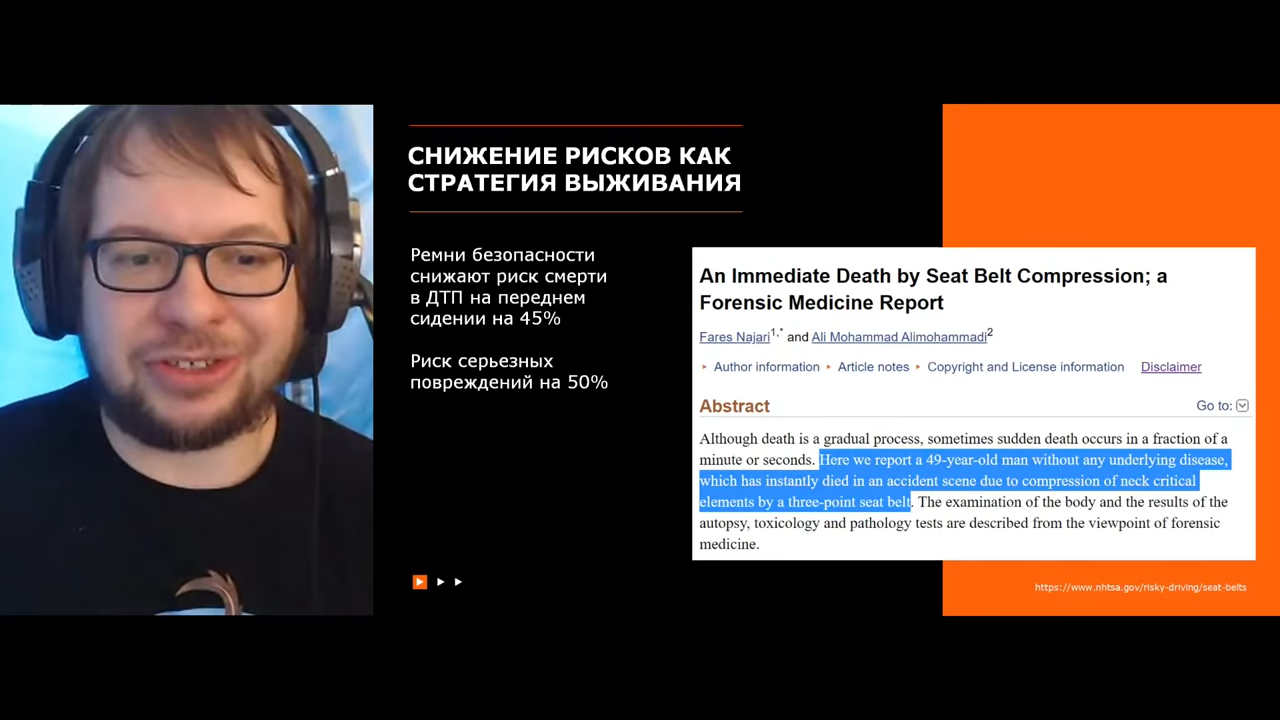 СНИЖЕНИЕ РИСКОВ КАК
СТРАТЕГИЯ ВЫЖИВАНИЯ
Ремни безопасности
снижают риск смерти
в ДТП на переднем
сидении на 45%
Риск серьезных
повреждений на 50%
An Immediate Death by Seat Belt Compression; a
Forensic Medicine Report
Fares Najari1,* and Ali Mohammad Alimohammadi2
Author information Article notes Copyright and License information Disclaimer
Abstract Go to:
Although death is a gradual process, sometimes sudden death occurs in a fraction of a
minute or seconds. Here we report a 49-year-old man without any underlying disease,
which has instantly died in an accident scene due to compression of neck critical
elements by a three-point seat belt. The examination of the body and the results of the
autopsy, toxicology and pathology tests are described from the viewpoint of forensic
medicine.
https://www.nhtsa.gov/risky-driving/seat-belts